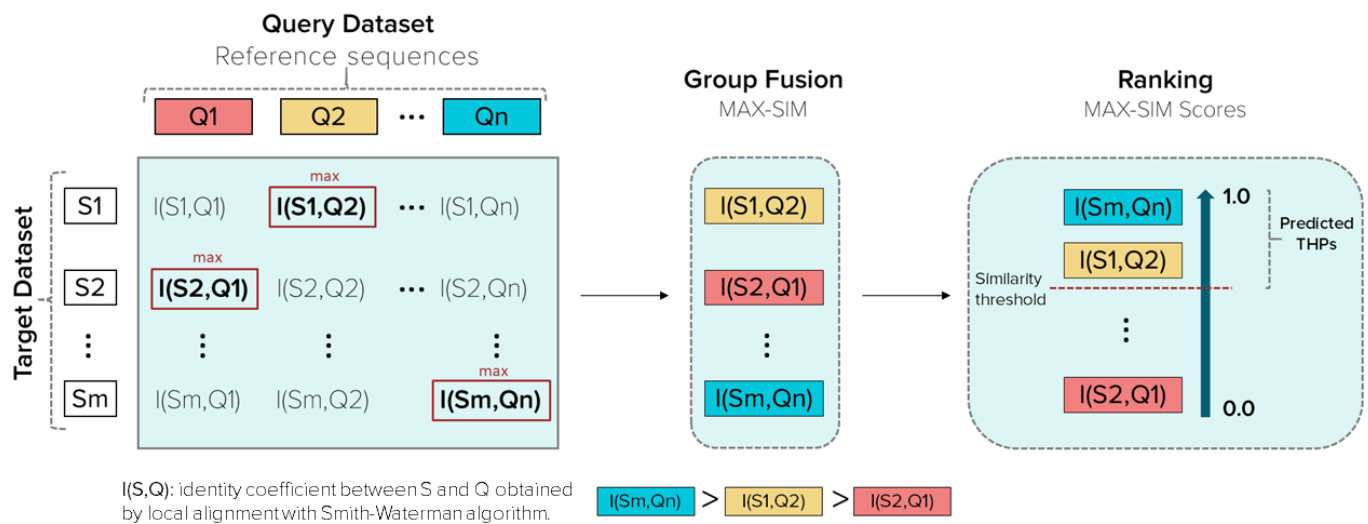 Query Dataset
Reference sequences
Q1 Q2 ... Qn
Target Dataset
S1 I(S1,Q1) max I(S1,Q2) ... I(S1,Qn)
S2 max I(S2,Q1) I(S2,Q2) ... I(S2,Qn)
⋮ ⋮ ⋮ ⋮
Sm I(Sm,Q1) I(Sm,Q2) max I(Sm,Qn)
Group Fusion
MAX-SIM
I(S1,Q2)
I(S2,Q1)
⋮
I(Sm,Qn)
Ranking
MAX-SIM Scores
I(Sm,Qn) 1.0
I(S1,Q2)
Predicted
THPs
Similarity
threshold
⋮
I(S2,Q1)
0.0
I(S,Q): identity coefficient between S and Q obtained
by local alignment with Smith-Waterman algorithm.
I(Sm,Qn) > I(S1,Q2) > I(S2,Q1)